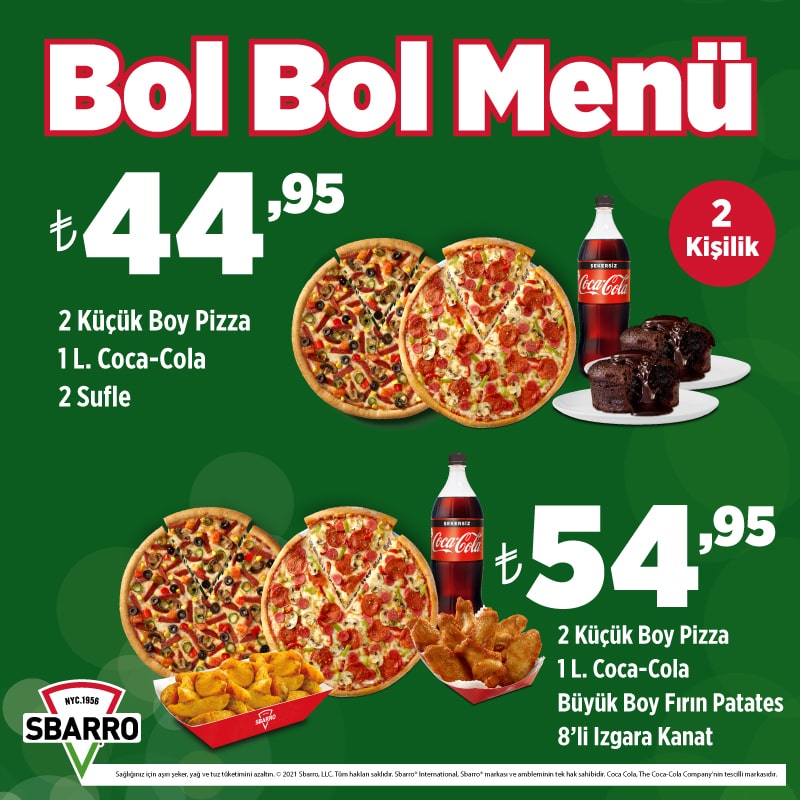 Bol Bol Menü
₺44,95
2
Kişilik
2 Küçük Boy Pizza
1 L. Coca-Cola
2 Sufle
ŞEKERSİZ
Coca-Cola
ŞEKERSİZ
Coca-Cola
₺54,95
2 Küçük Boy Pizza
1 L. Coca-Cola
Büyük Boy Fırın Patates
8’li Izgara Kanat
SBARRO
NYC.1956
SBARRO
Sağlığınız için aşırı şeker, yağ ve tuz tüketimini azaltın. © 2021 Sbarro, LLC. Tüm hakları saklıdır. Sbarro® International, Sbarro® markası ve ambleminin tek hak sahibidir. Coca Cola, The Coca-Cola Company’nin tescilli markasıdır.